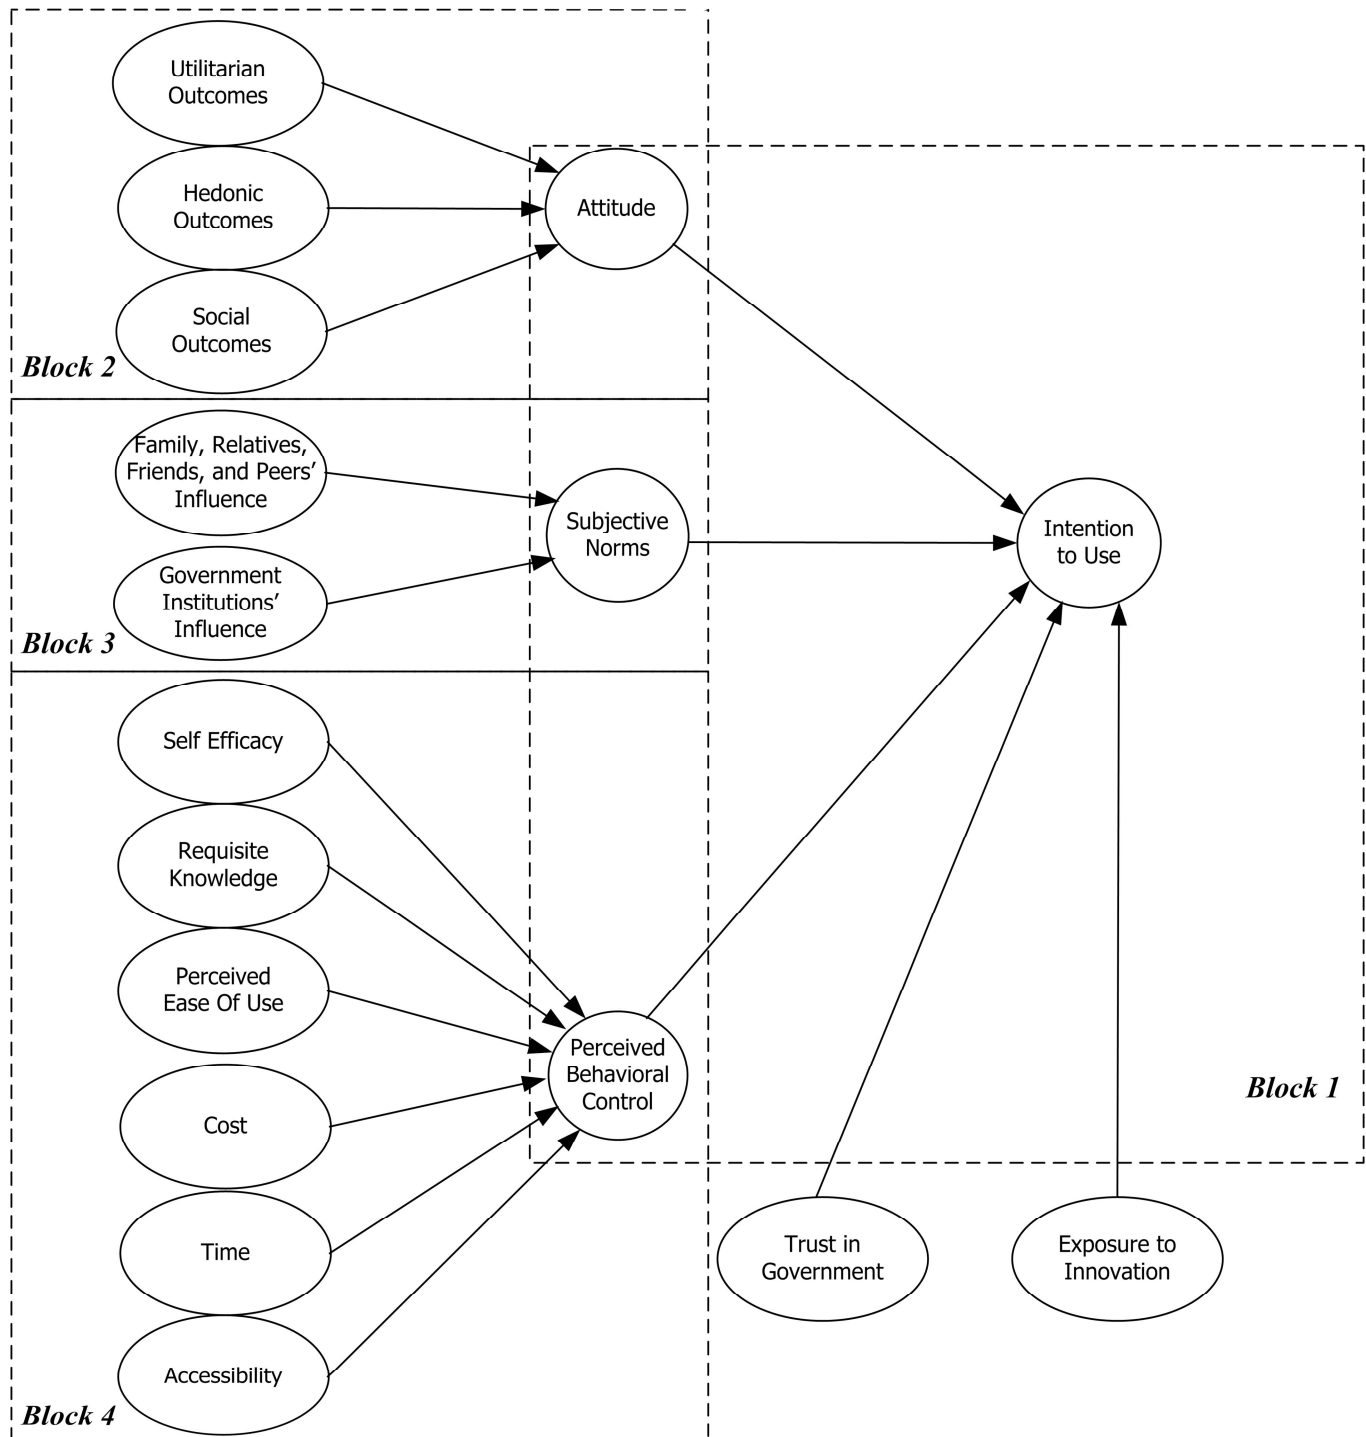 Utilitarian
Outcomes
Hedonic
Outcomes
Attitude
Social
Outcomes
Block 2
Family, Relatives,
Friends, and Peers’
Influence
Subjective
Norms
Intention
to Use
Government
Institutions’
Influence
Block 3
Self Efficacy
Requisite
Knowledge
Perceived
Ease Of Use
Perceived
Behavioral
Control
Block 1
Cost
Time
Trust in
Government
Exposure to
Innovation
Accessibility
Block 4